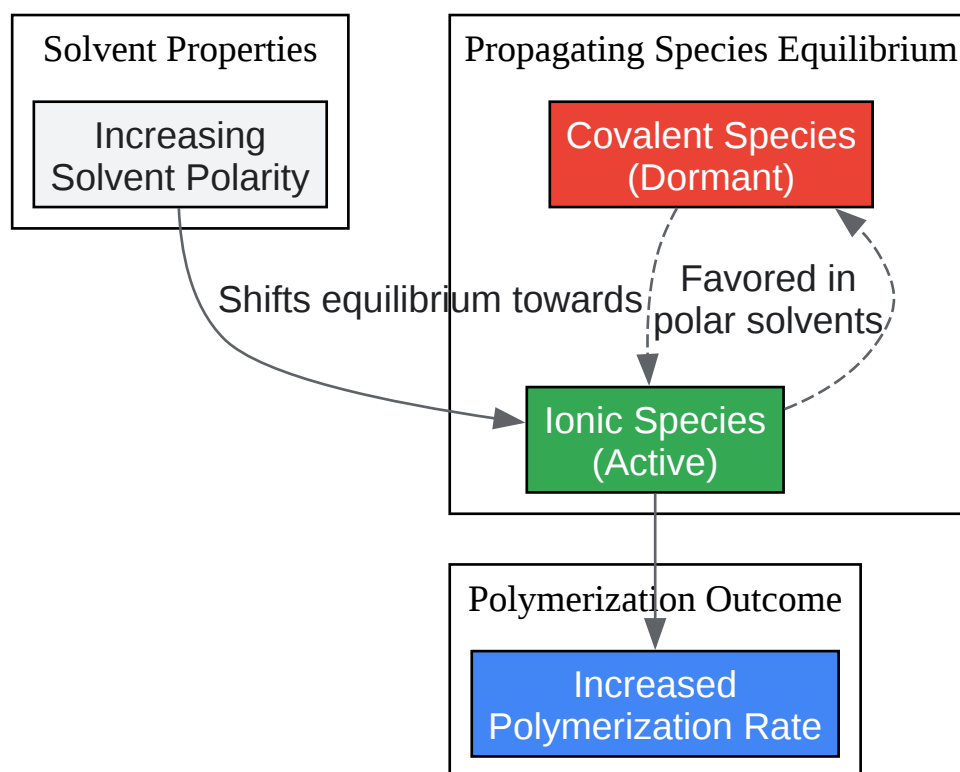 Solvent Properties
Increasing
Solvent Polarity
Propagating Species Equilibrium
Covalent Species
(Dormant)
Shifts equilibrium towards
Favored in
polar solvents
Ionic Species
(Active)
Polymerization Outcome
Increased
Polymerization Rate